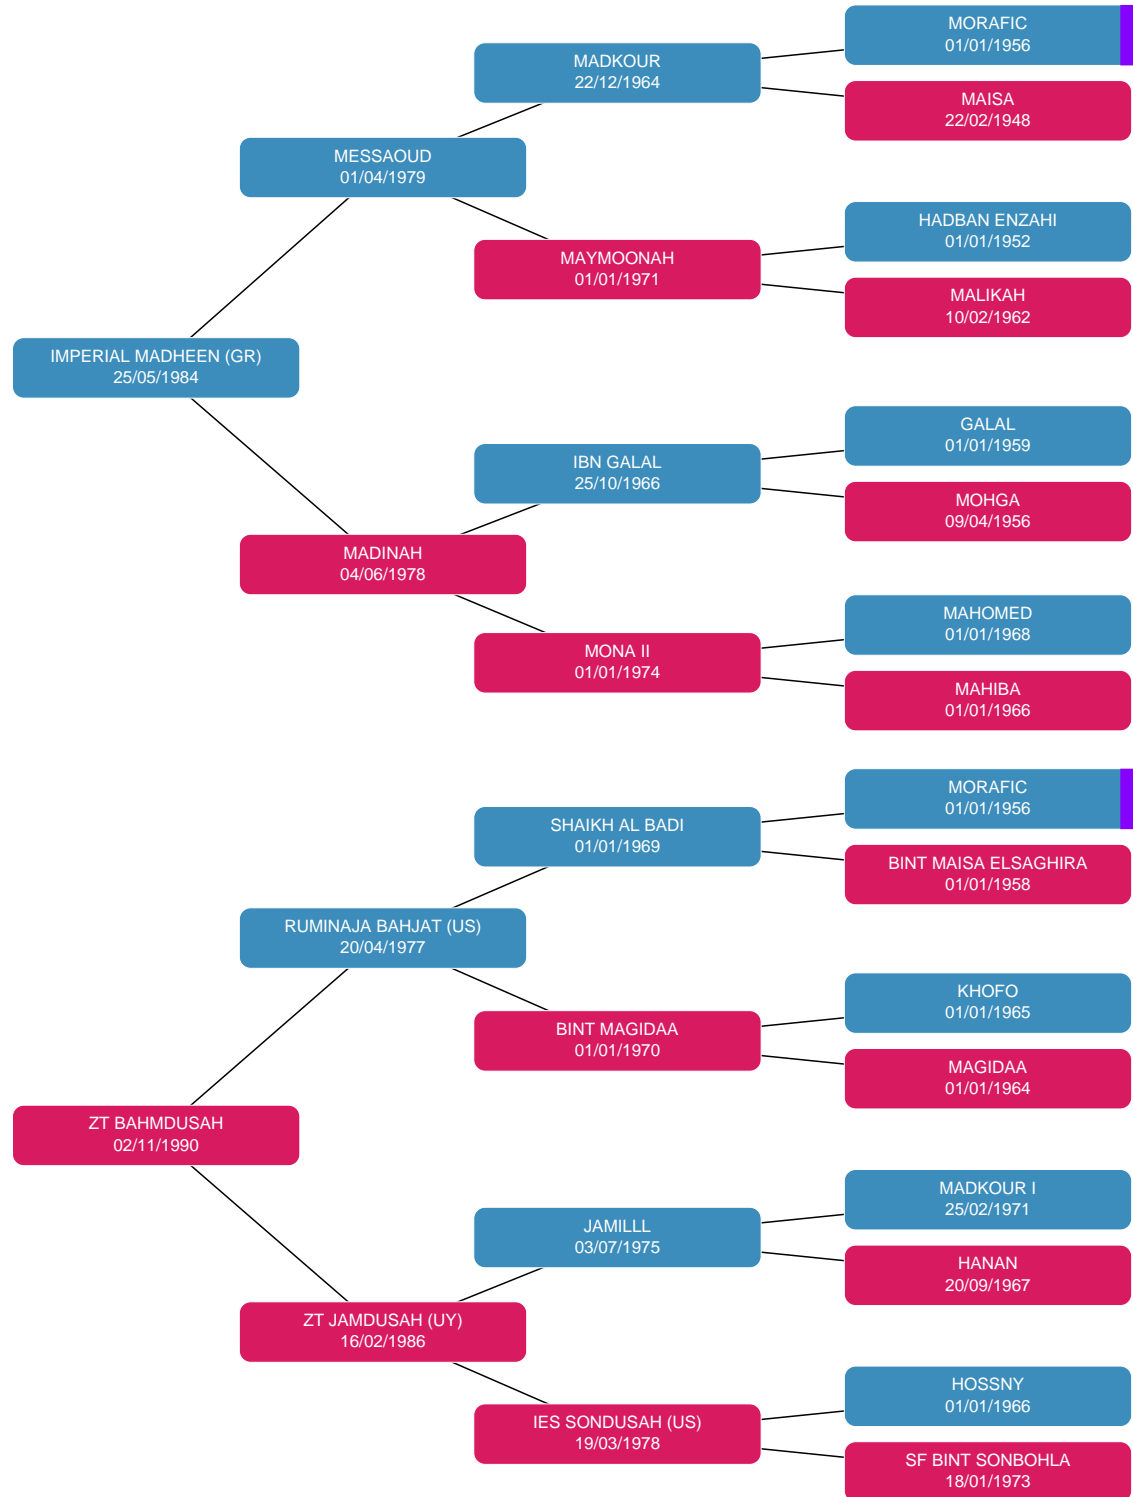 MORAFIC
01/01/1956
MADKOUR
22/12/1964
MAISA
22/02/1948
MESSAOUD
01/04/1979
HADBAN ENZAHI
01/01/1952
MAYMOONAH
01/01/1971
MALIKAH
10/02/1962
IMPERIAL MADHEEN (GR)
25/05/1984
GALAL
01/01/1959
IBN GALAL
25/10/1966
MOHGA
09/04/1956
MADINAH
04/06/1978
MAHOMED
01/01/1968
MONA II
01/01/1974
MAHIBA
01/01/1966
MORAFIC
01/01/1956
SHAIKH AL BADI
01/01/1969
BINT MAISA ELSAGHIRA
01/01/1958
RUMINAJA BAHJAT (US)
20/04/1977
KHOFO
01/01/1965
BINT MAGIDAA
01/01/1970
MAGIDAA
01/01/1964
ZT BAHMDUSAH
02/11/1990
MADKOUR I
25/02/1971
JAMILLL
03/07/1975
HANAN
20/09/1967
ZT JAMDUSAH (UY)
16/02/1986
HOSSNY
01/01/1966
IES SONDUSAH (US)
19/03/1978
SF BINT SONBOHLA
18/01/1973